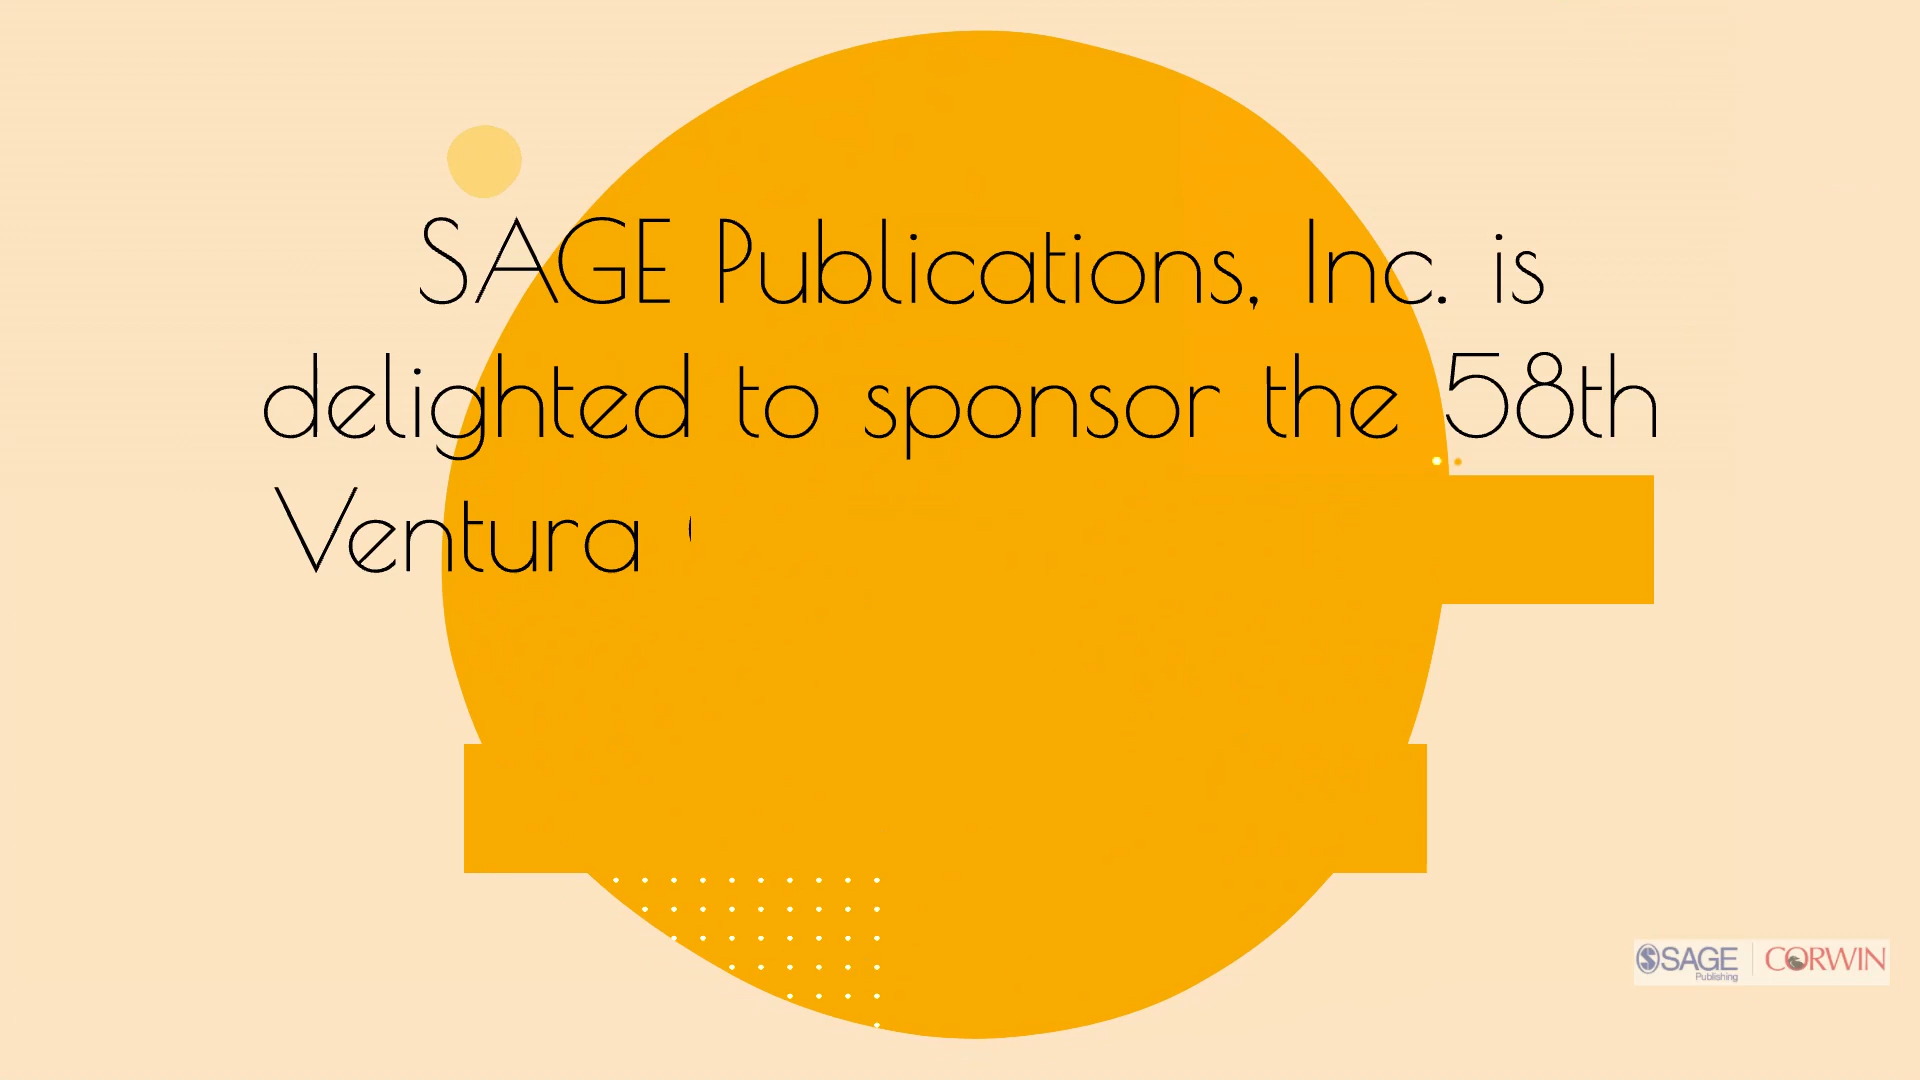 SAGE Publications, Inc. is
delighted to sponsor the 58th
Ventura
SAGE
Publishing
CORWIN